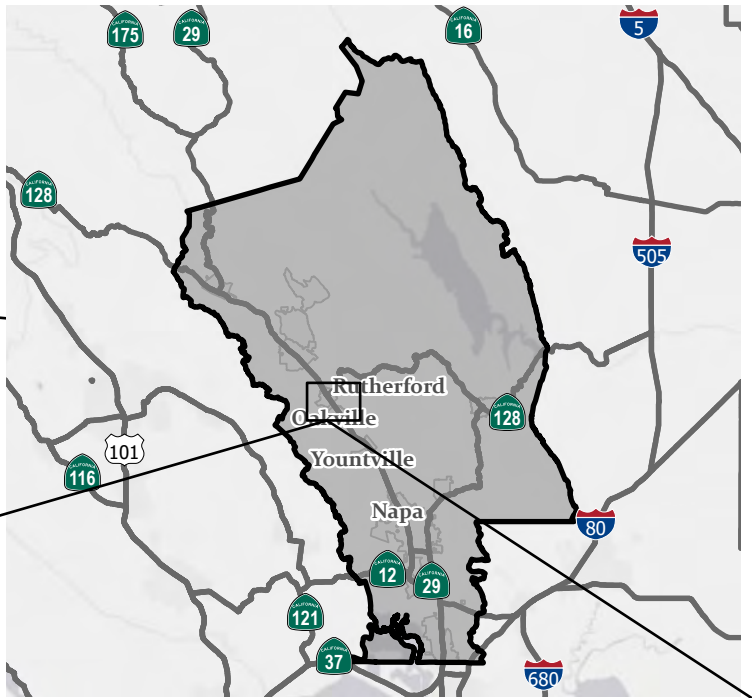 CALIFORNIA
175
CALIFORNIA
29
CALIFORNIA
16
5
CALIFORNIA
128
505
Rutherford
Oakville
CALIFORNIA
128
101
Yountville
CALIFORNIA
116
Napa
80
CALIFORNIA
12
CALIFORNIA
29
CALIFORNIA
121
CALIFORNIA
37
680